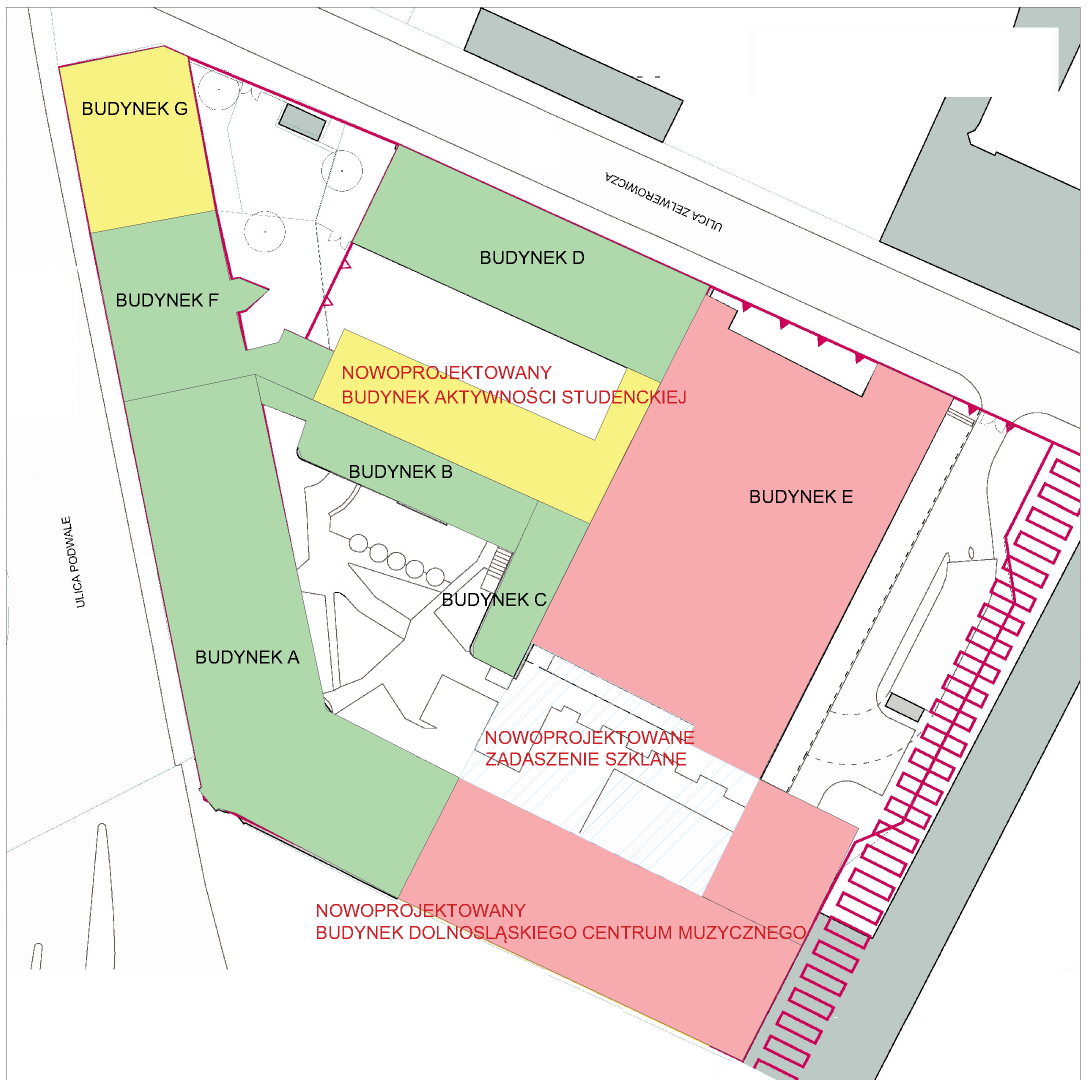 BUDYNEK G
ULICA ZELWEROWICZA
BUDYNEK D
BUDYNEK F
NOWOPROJEKTOWANY
BUDYNEK AKTYWNOŚCI STUDENCKIEJ
BUDYNEK B
BUDYNEK E
ULICA PODWALE
BUDYNEK C
BUDYNEK A
NOWOPROJEKTOWANE
ZADASZENIE SZKLANE
NOWOPROJEKTOWANY
BUDYNEK DOLNOSLĄSKIEGO CENTRUM MUZYCZNEGO